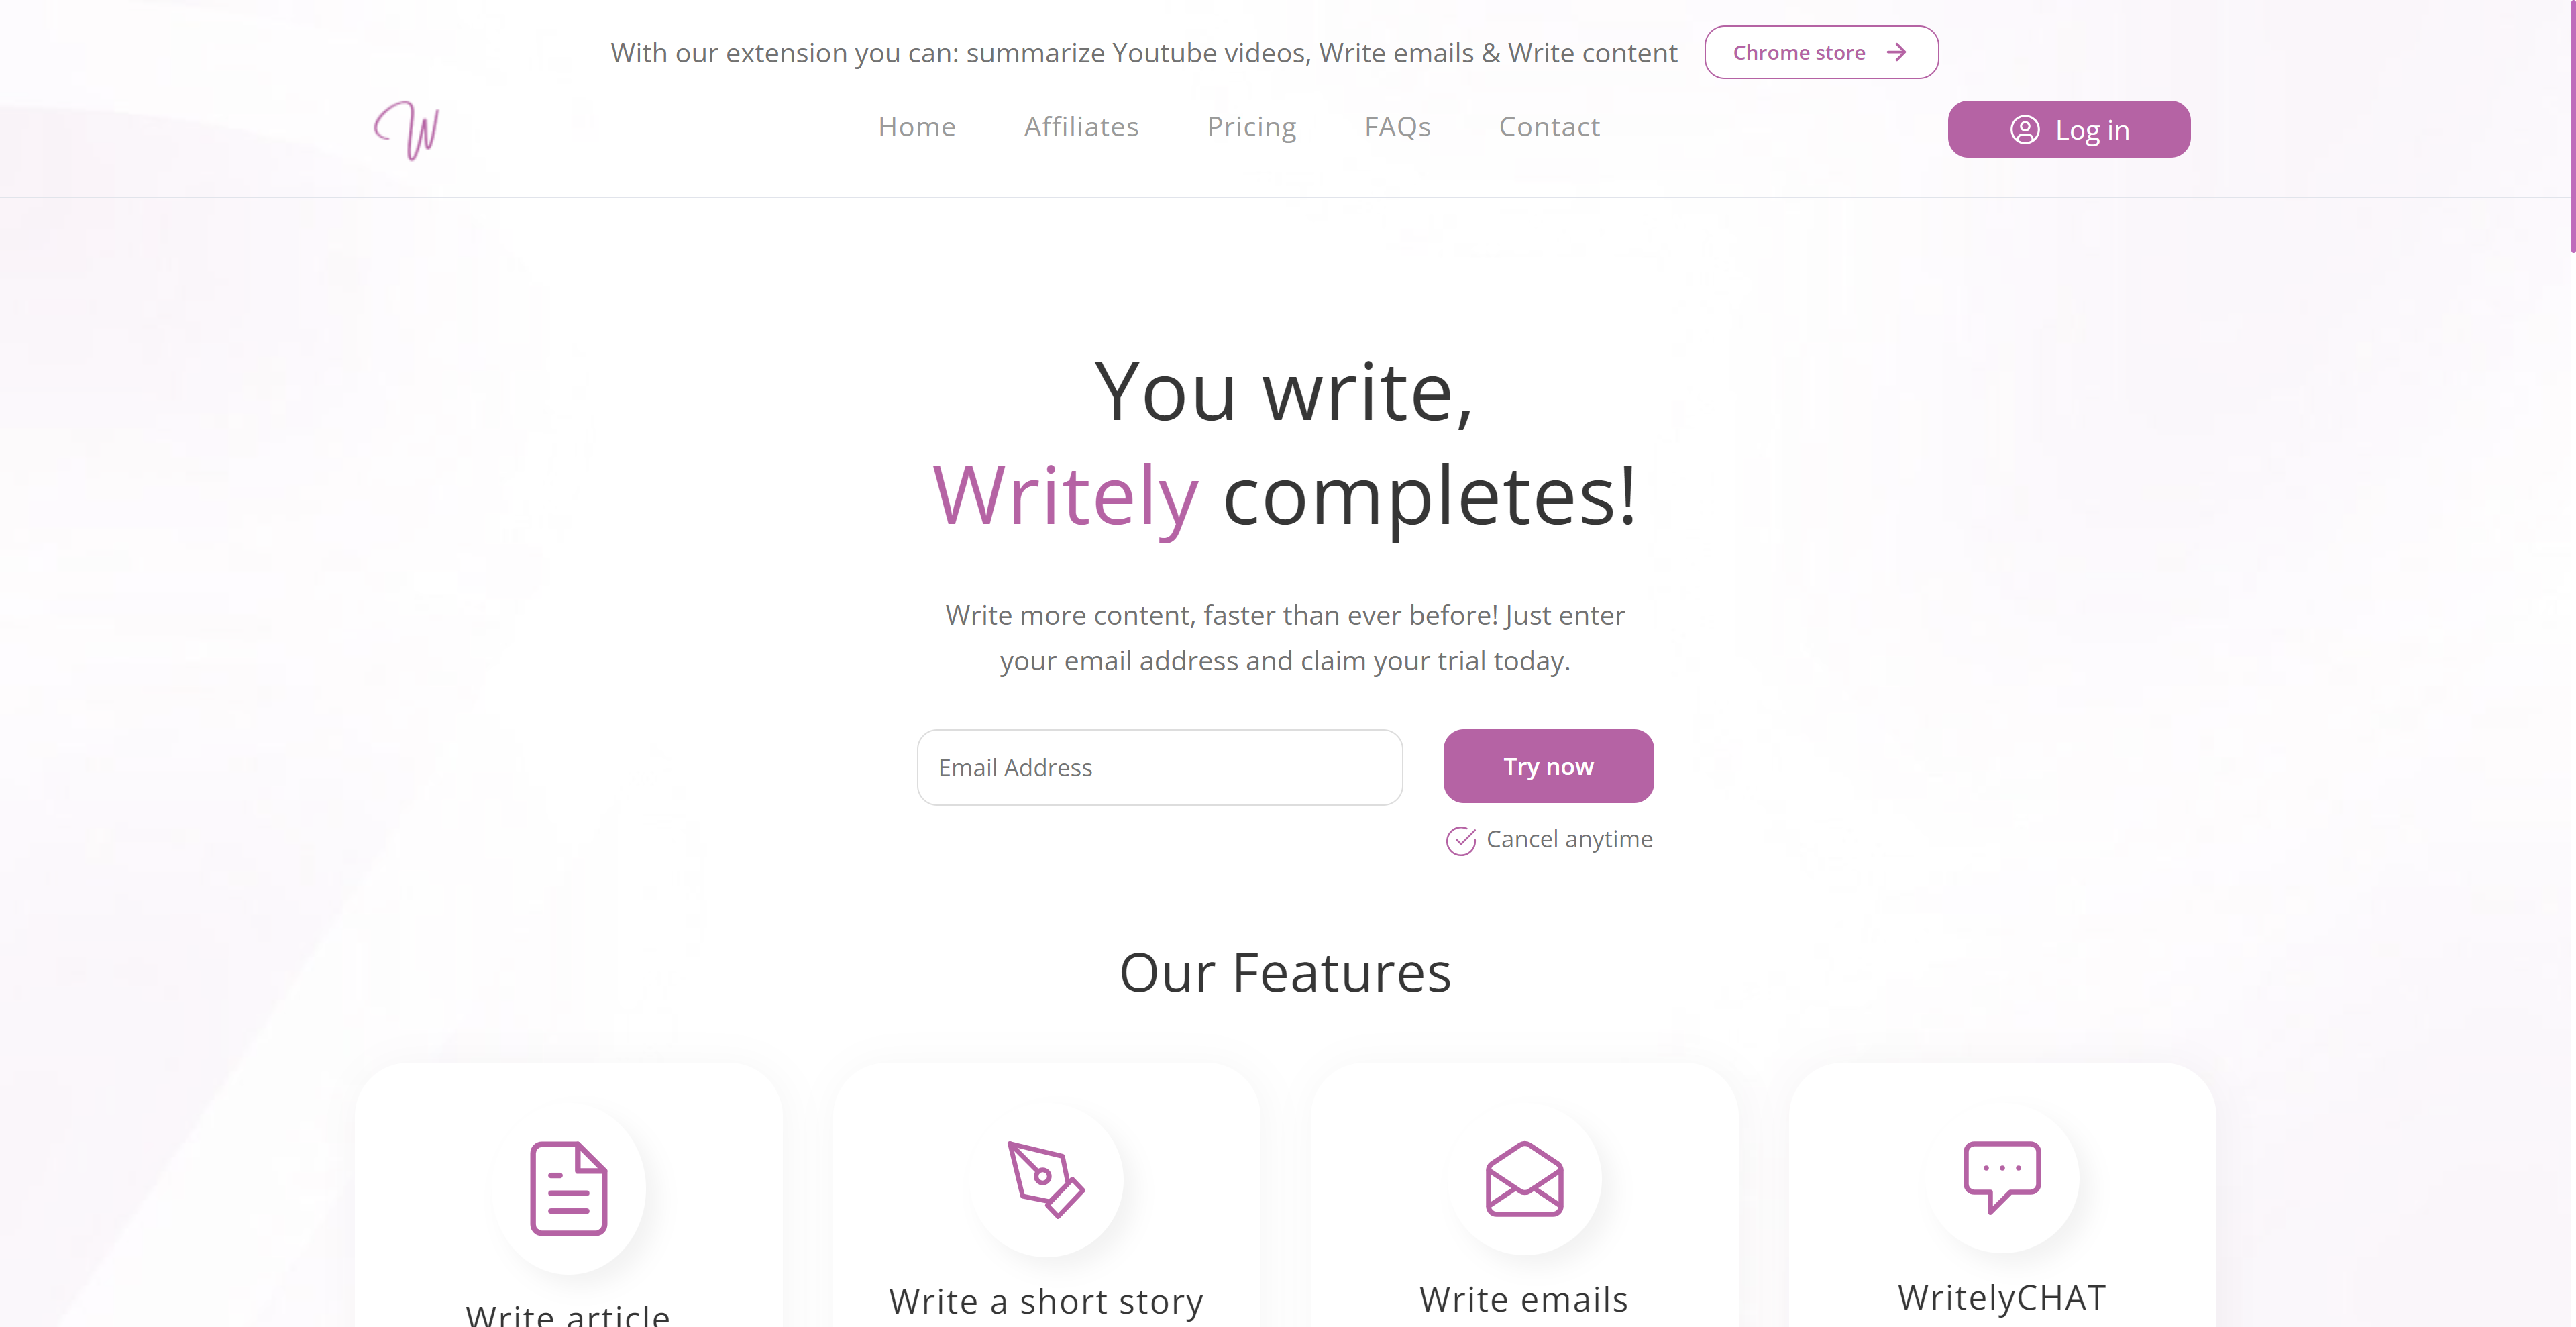 With our extension you can: summarize Youtube videos, Write emails & Write content
Chrome store
W
Home
Affiliates
Pricing
FAQs
Contact
Log in
You write,
Writely completes!
Write more content, faster than ever before! Just enter
your email address and claim your trial today.
Email Address
Try now
Cancel anytime
Our Features
Write article
Write a short story
Write emails
WritelyCHAT